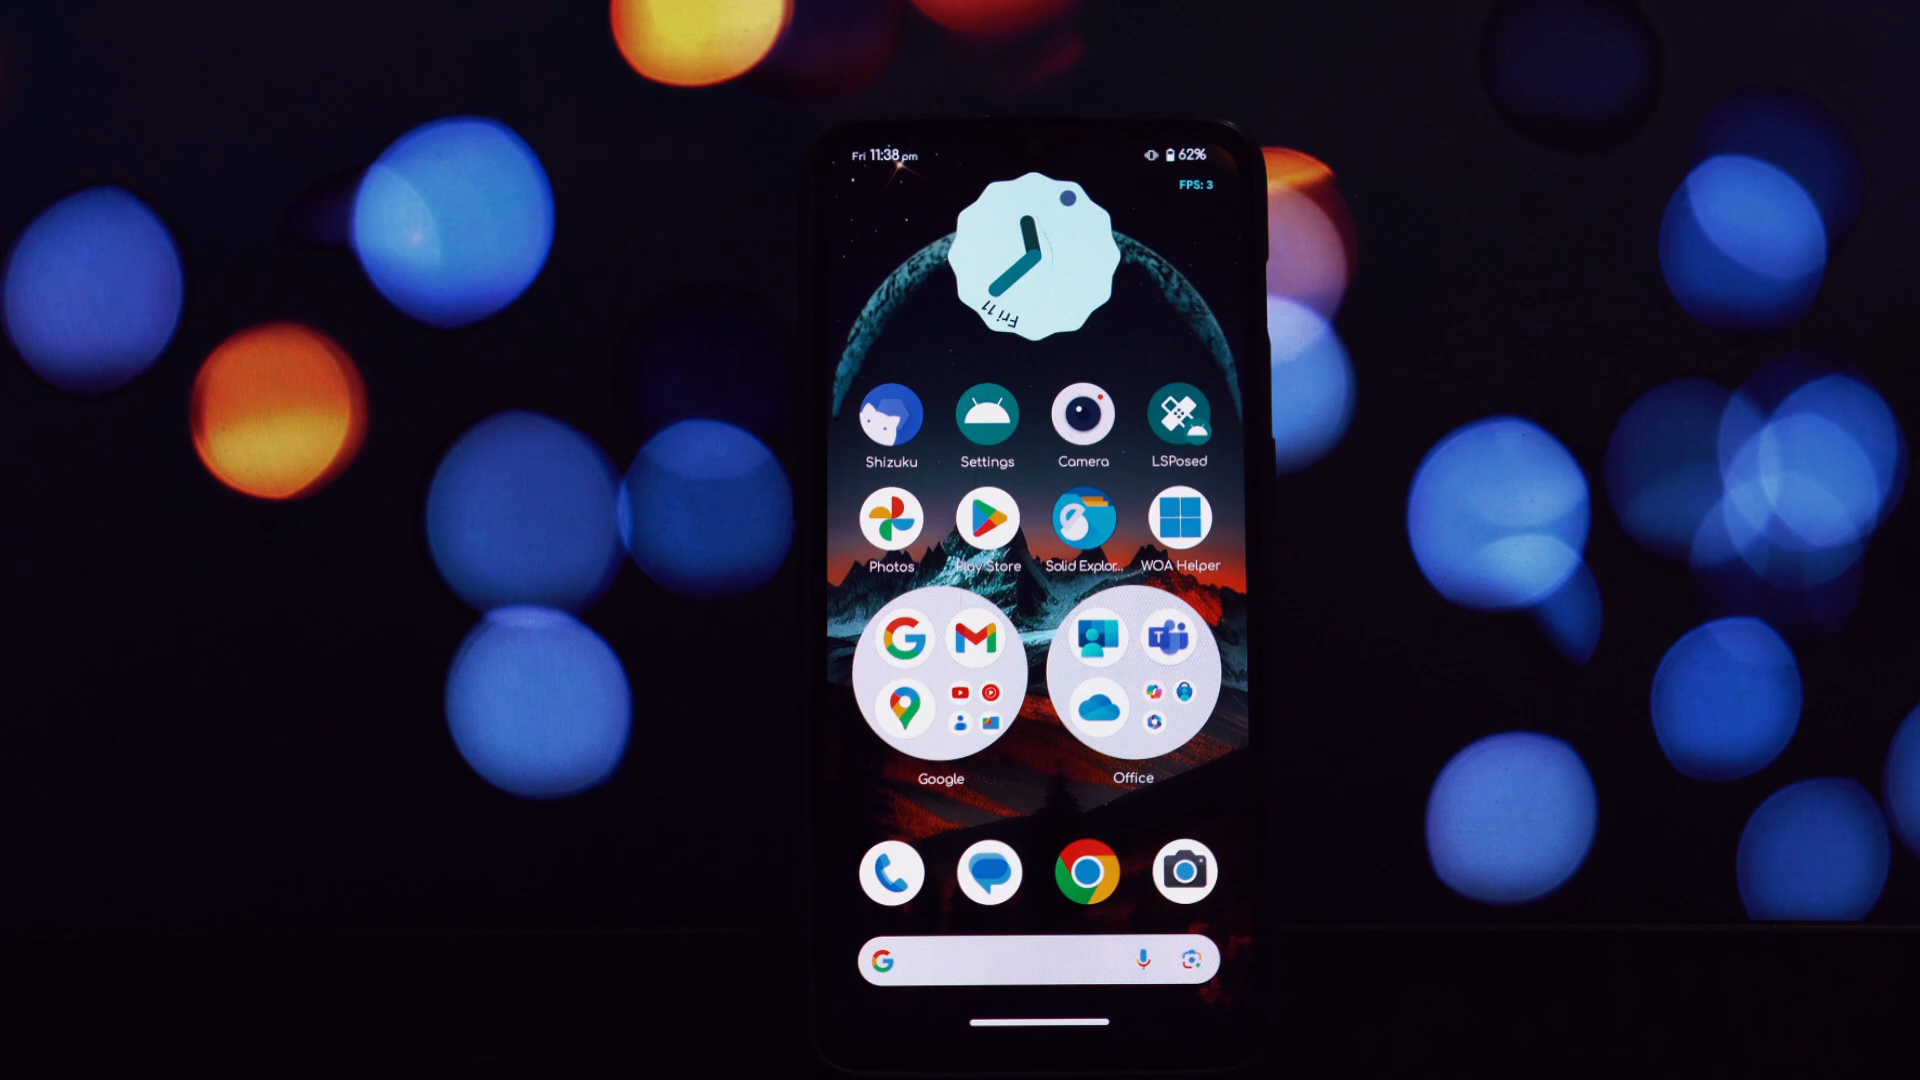 Fri 11:38 pm
62%
FPS: 3
Fri 11
Shizuku
Settings
Camera
LSPosed
Photos
Play Store
Solid Explor...
WOA Helper
Google
Office